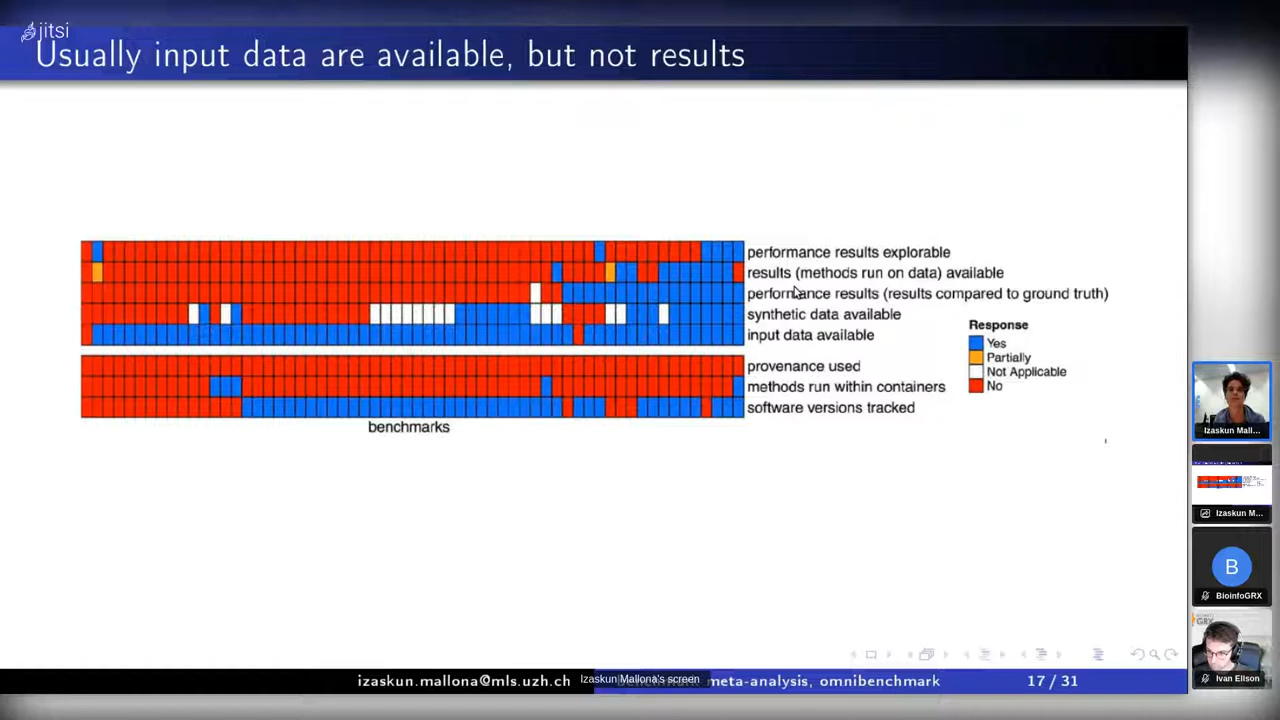 jitsi
Usually input data are available, but not results
performance results explorable
results (methods run on data) available
performance results (results compared to ground truth)
synthetic data available
input data available
provenance used
methods run within containers
software versions tracked
benchmarks
Response
Yes
Partially
Not Applicable
No
izaskun.mallona@mls.uzh.ch
Izaskun Mallona's screen
meta-analysis, omnibenchmark
17 / 31
Izaskun Mall...
Izaskun M...
B
BioinfoGRX
GRX
Ivan Ellson